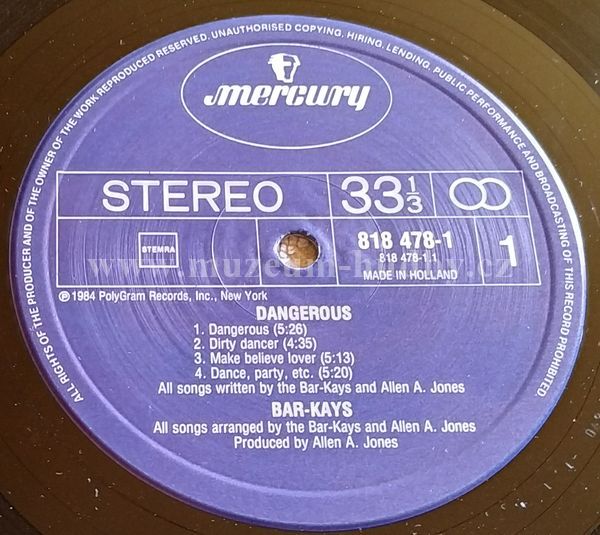 ALL RIGHTS OF THE PRODUCER AND OF THE OWNER OF THE WORK REPRODUCED RESERVED. UNAUTHORISED COPYING, HIRING, LENDING, PUBLIC PERFORMANCE AND BROADCASTING OF THIS RECORD PROHIBITED
mercury
STEREO 33 1/3
STEMRA 818 478-1 1
818 478-1.1
MADE IN HOLLAND
www.muzeum-hudby.cz
℗ 1984 PolyGram Records, Inc., New York
DANGEROUS
1. Dangerous (5:26)
2. Dirty dancer (4:35)
3. Make believe lover (5:13)
4. Dance, party, etc. (5:20)
All songs written by the Bar-Kays and Allen A. Jones
BAR-KAYS
All songs arranged by the Bar-Kays and Allen A. Jones
Produced by Allen A. Jones